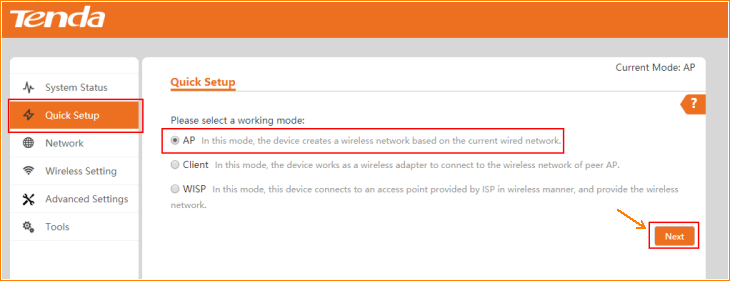 Tenda
Current Mode: AP
System Status
Quick Setup
Network
Wireless Setting
Advanced Settings
Tools
Quick Setup
?
Please select a working mode:
AP In this mode, the device creates a wireless network based on the current wired network.
Client In this mode, the device works as a wireless adapter to connect to the wireless network of peer AP.
WISP In this mode, this device connects to an access point provided by ISP in wireless manner, and provide the wireless
network.
Next